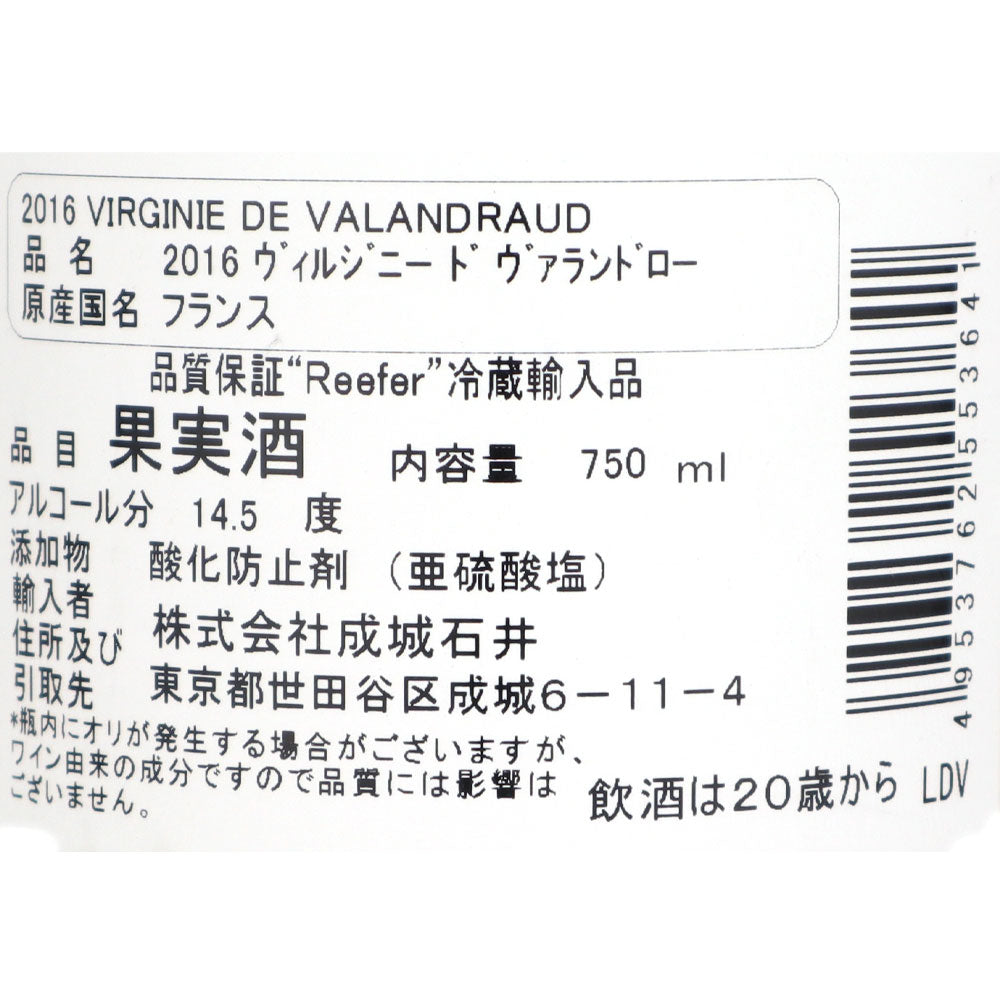 2016 VIRGINIE DE VALANDRAUD
品 名 2016 ヴィルジニー ド ヴァランドロー
原産国名 フランス
品質保証“Reefer”冷蔵輸入品
品 目 果実酒 内容量 750 ml
アルコール分 14.5 度
添加物 酸化防止剤 (亜硫酸塩)
輸入者
住所及び 株式会社成城石井
引取先 東京都世田谷区成城6-11-4
*瓶内にオリが発生する場合がございますが、
ワイン由来の成分ですので品質には影響は
ございません。
飲酒は20歳から LDV
4953762553641